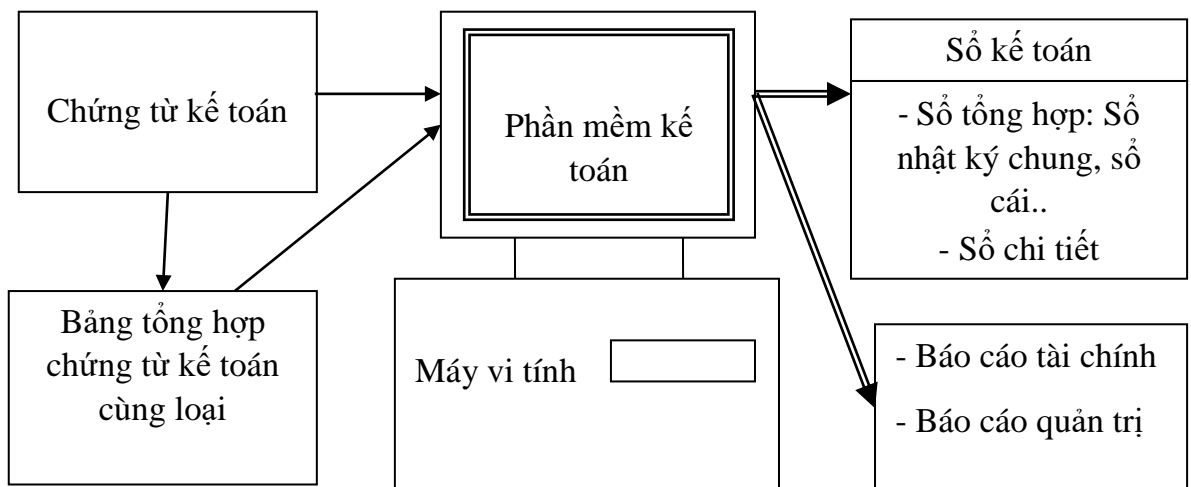 Chứng từ kế toán
Phần mềm kế
toán
Sổ kế toán
- Sổ tổng hợp: Sổ
nhật ký chung, sổ
cái..
- Sổ chi tiết
Bảng tổng hợp
chứng từ kế toán
cùng loại
Máy vi tính
- Báo cáo tài chính
- Báo cáo quản trị